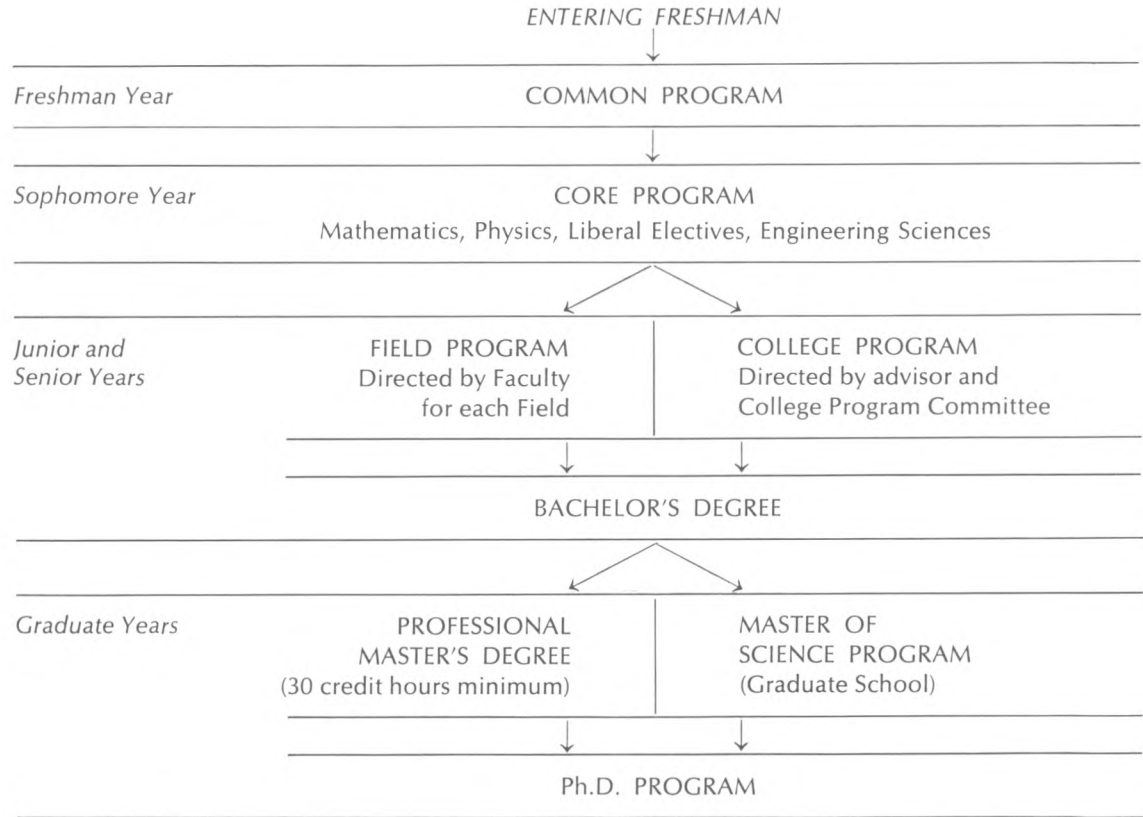 ENTERING FRESHMAN
Freshman Year
COMMON PROGRAM
Sophomore Year
CORE PROGRAM
Mathematics, Physics, Liberal Electives, Engineering Sciences
Junior and
Senior Years
FIELD PROGRAM
Directed by Faculty
for each Field
COLLEGE PROGRAM
Directed by advisor and
College Program Committee
BACHELOR'S DEGREE
Graduate Years
PROFESSIONAL
MASTER'S DEGREE
(30 credit hours minimum)
MASTER OF
SCIENCE PROGRAM
(Graduate School)
Ph.D. PROGRAM